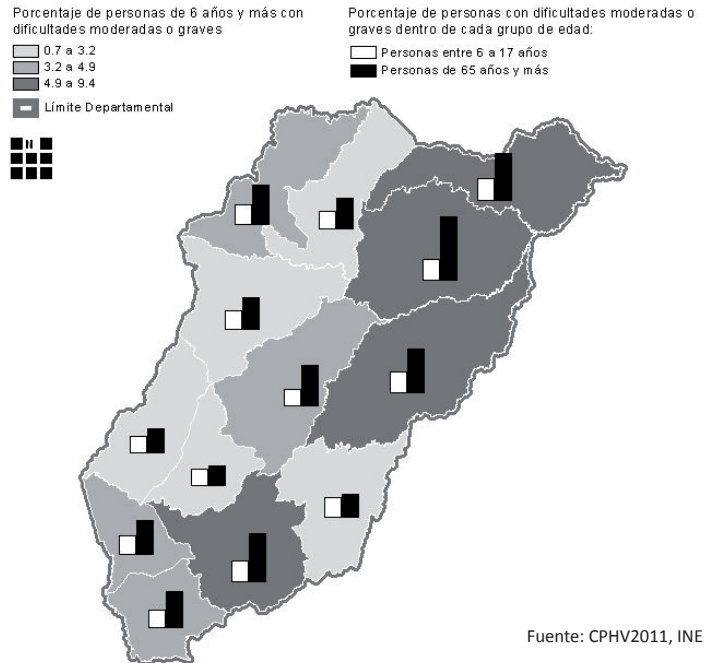 Porcentaje de personas de 6 años y más con
dificultades moderadas o graves
0.7 a 3.2
3.2 a 4.9
4.9 a 9.4
Límite Departamental
N
Porcentaje de personas con dificultades moderadas o
graves dentro de cada grupo de edad:
Personas entre 6 a 17 años
Personas de 65 años y más
Fuente: CPHV2011, INE